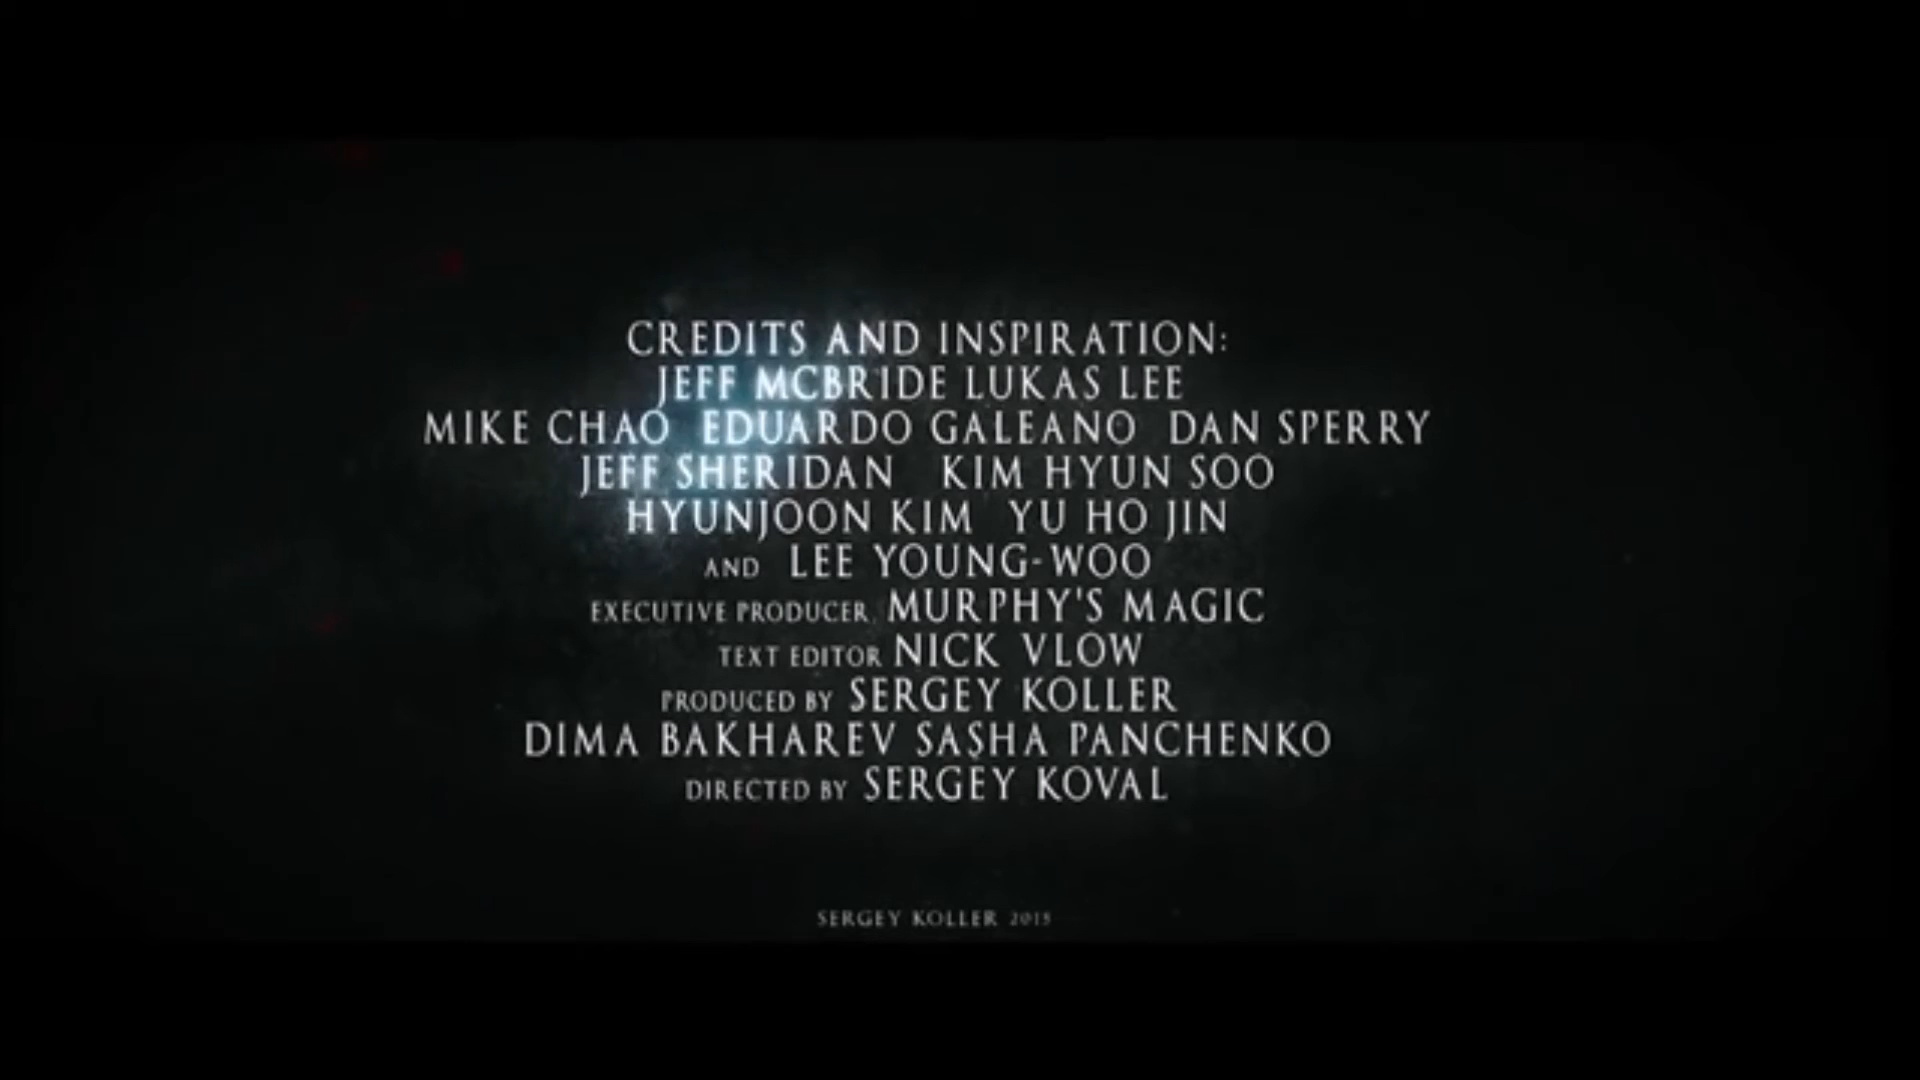 CREDITS AND INSPIRATION:
JEFF MCBRIDE LUKAS LEE
MIKE CHAO EDUARDO GALEANO DAN SPERRY
JEFF SHERIDAN KIM HYUN SOO
HYUNJOON KIM YU HO JIN
AND LEE YOUNG-WOO
EXECUTIVE PRODUCER MURPHY'S MAGIC
TEXT EDITOR NICK VLOW
PRODUCED BY SERGEY KOLLER
DIMA BAKHAREV SASHA PANCHENKO
DIRECTED BY SERGEY KOVAL
SERGEY KOLLER 2015